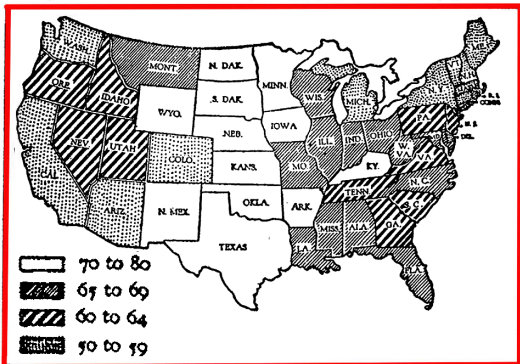 WASH.
ORE.
IDAHO
MONT.
N. DAK.
S. DAK.
WYO.
NEB.
NEV.
UTAH
COLO.
KANS.
CAL.
ARIZ.
N. MEX.
OKLA.
TEXAS
MINN.
IOWA
MO.
ARK.
LA.
WIS.
ILL.
MICH.
IND.
OHIO
KY.
TENN.
MISS.
ALA.
GA.
FLA.
S. C.
N. C.
VA.
W. VA.
PA.
N. Y.
VT.
N. H.
ME.
R. I.
CONN.
N. J.
DEL.
70 to 80
65 to 69
60 to 64
50 to 59